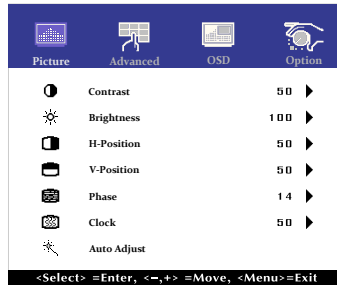 Picture Advanced OSD Option
Contrast 50
Brightness 100
H-Position 50
V-Position 50
Phase 14
Clock 50
Auto Adjust
<Select> =Enter, <−,+> =Move, <Menu>=Exit